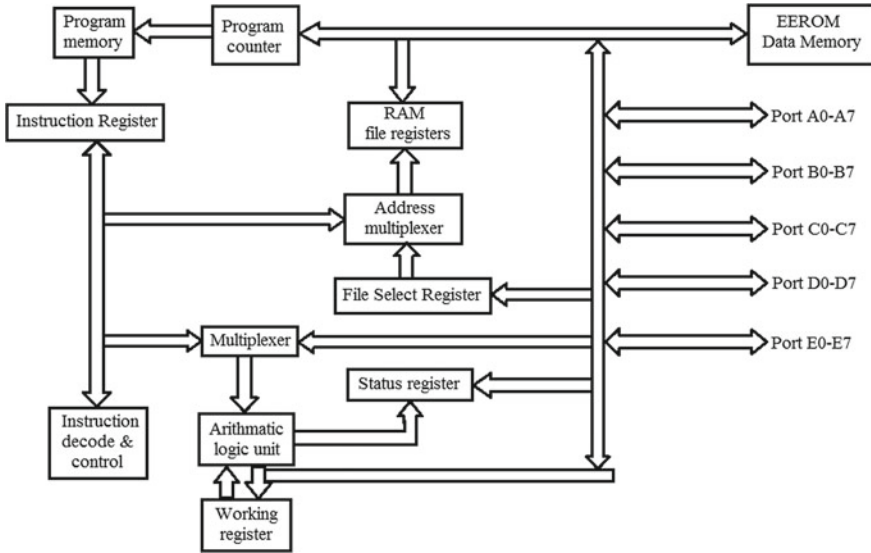 Program
memory
Program
counter
EEROM
Data Memory
Instruction Register
RAM
file registers
Port A0-A7
Port B0-B7
Address
multiplexer
Port C0-C7
File Select Register
Port D0-D7
Multiplexer
Port E0-E7
Status register
Instruction
decode &
control
Arithmatic
logic unit
Working
register